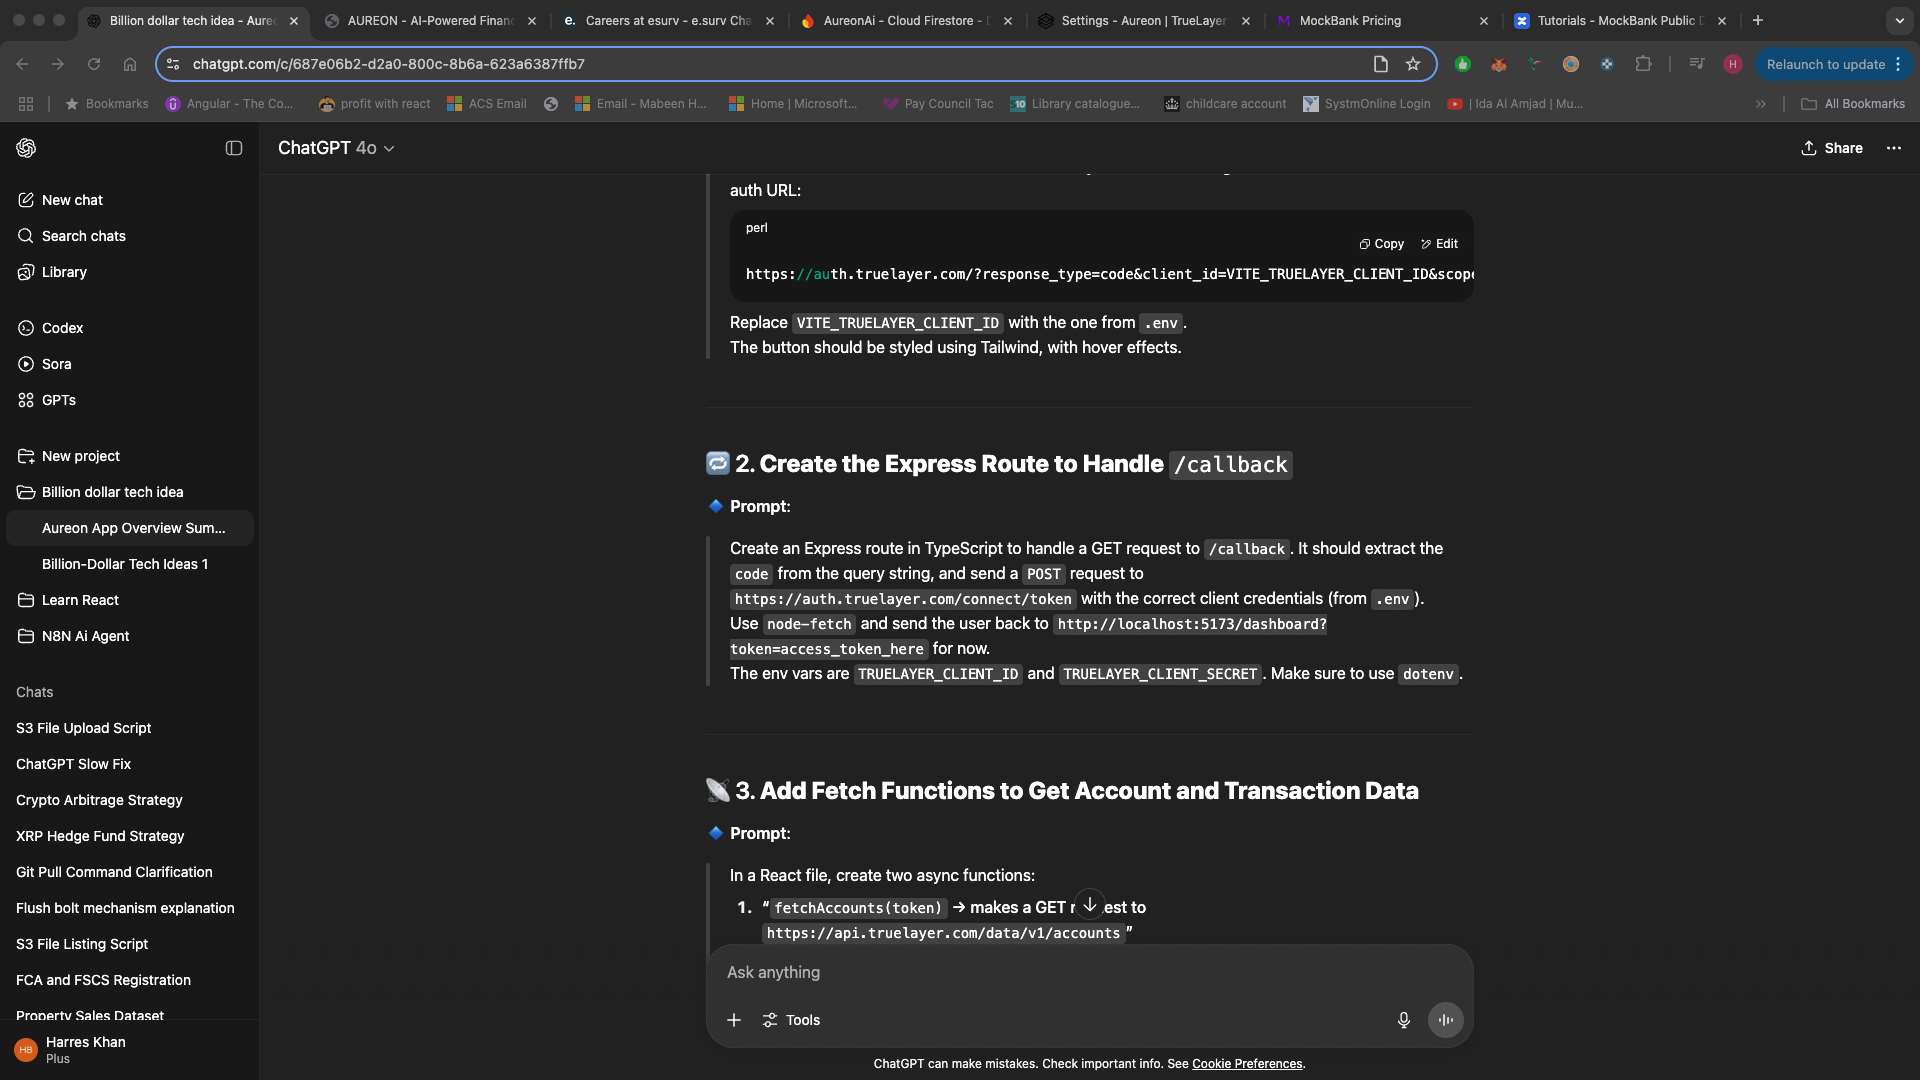 Billion dollar tech idea - Aure
AUREON - AI-Powered Finan
Careers at esurv - e.surv Cha
AureonAi - Cloud Firestore -
Settings - Aureon | TrueLayer
MockBank Pricing
Tutorials - MockBank Public D
chatgpt.com/c/687e06b2-d2a0-800c-8b6a-623a6387ffb7
H
Relaunch to update
Bookmarks
Angular - The Co...
profit with react
ACS Email
Email - Mabeen H...
Home | Microsoft...
Pay Council Tac
Library catalogue...
childcare account
SystmOnline Login
| Ida Al Amjad | Mu...
All Bookmarks
ChatGPT 4o
Share
New chat
Search chats
Library
Codex
Sora
GPTs
New project
Billion dollar tech idea
Aureon App Overview Sum...
Billion-Dollar Tech Ideas 1
Learn React
N8N Ai Agent
Chats
S3 File Upload Script
ChatGPT Slow Fix
Crypto Arbitrage Strategy
XRP Hedge Fund Strategy
Git Pull Command Clarification
Flush bolt mechanism explanation
S3 File Listing Script
FCA and FSCS Registration
Property Sales Dataset
HB
Harres Khan
Plus
auth URL:
perl
Copy
Edit
https://auth.truelayer.com/?response_type=code&client_id=VITE_TRUELAYER_CLIENT_ID&scope
Replace VITE_TRUELAYER_CLIENT_ID with the one from .env.
The button should be styled using Tailwind, with hover effects.
2. Create the Express Route to Handle /callback
Prompt:
Create an Express route in TypeScript to handle a GET request to /callback. It should extract the
code from the query string, and send a POST request to
https://auth.truelayer.com/connect/token with the correct client credentials (from .env).
Use node-fetch and send the user back to http://localhost:5173/dashboard?
token=access_token_here for now.
The env vars are TRUELAYER_CLIENT_ID and TRUELAYER_CLIENT_SECRET. Make sure to use dotenv.
3. Add Fetch Functions to Get Account and Transaction Data
Prompt:
In a React file, create two async functions:
1. "fetchAccounts(token) → makes a GET r est to
https://api.truelayer.com/data/v1/accounts"
Ask anything
Tools
ChatGPT can make mistakes. Check important info. See Cookie Preferences.